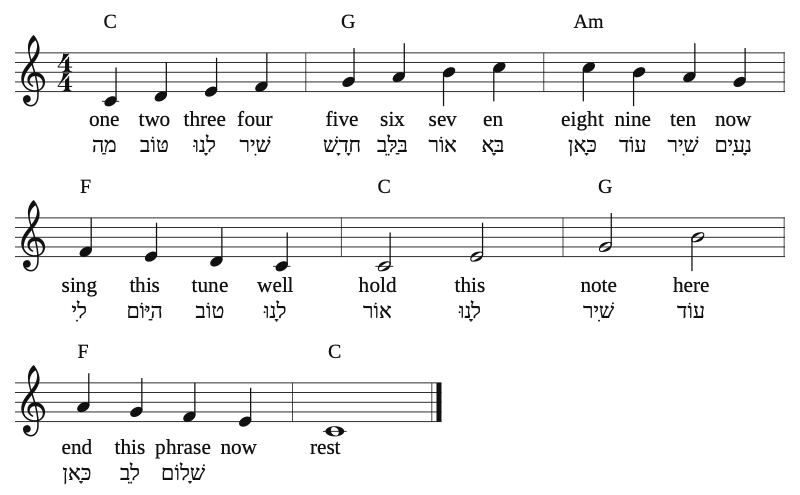 C G Am
one two three four five six sev en eight nine ten now
מַה טוֹב לָנוּ שִׁיר חָדָשׁ בַּלֵּב אוֹר בָּא כָּאן עוֹד שִׁיר נָעִים
F C G
sing this tune well hold this note here
לִי הַיּוֹם טוֹב לָנוּ אוֹר לָנוּ שִׁיר עוֹד
F C
end this phrase now rest
כָּאן לֵב שָׁלוֹם